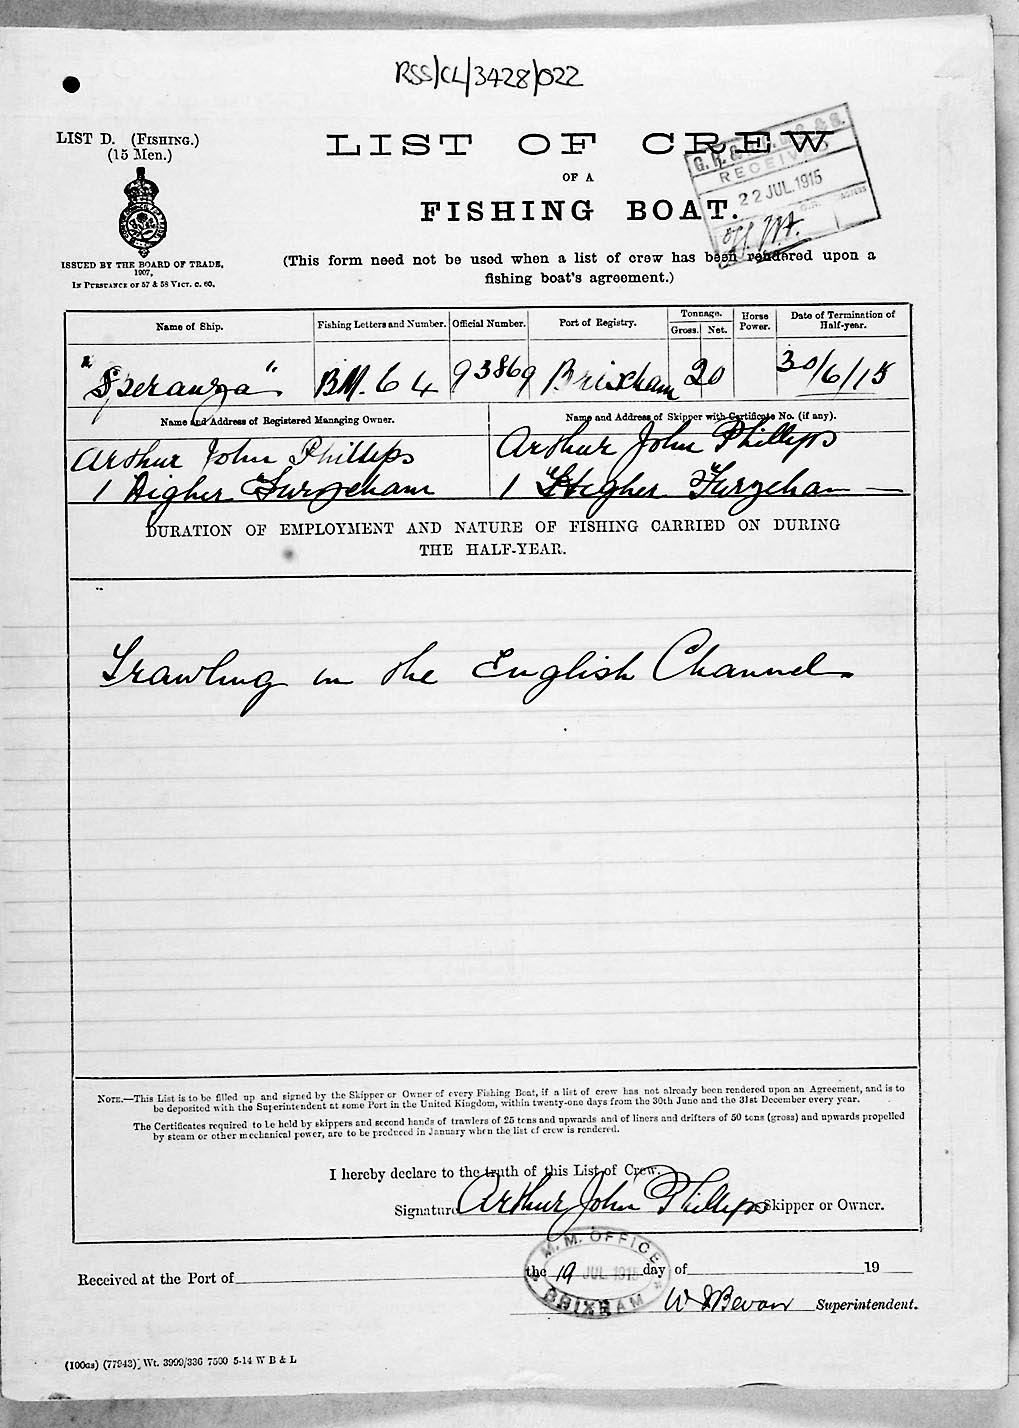 RSS/CL/3428/022
LIST D. (FISHING.)
(15 Men.)
ISSUED BY THE BOARD OF TRADE,
1907,
IN PURSUANCE OF 57 & 58 VICT. C. 60.
LIST OF CREW
OF A
FISHING BOAT.
RECEIVED
22 JUL. 1915
(This form need not be used when a list of crew has been rendered upon a
fishing boat's agreement.)
Name of Ship. Fishing Letters and Number. Official Number. Port of Registry. Tonnage. Gross. Net. Horse Power. Date of Termination of Half-year.
"Speranza" BM. 64 93869 Brixham 20 30/6/15
Name and Address of Registered Managing Owner. Name and Address of Skipper with Certificate No. (if any).
Arthur John Phillips Arthur John Phillips
1 Higher Furzeham 1 Higher Furzeham
DURATION OF EMPLOYMENT AND NATURE OF FISHING CARRIED ON DURING
THE HALF-YEAR.
Trawling in the English Channel
NOTE.—This List is to be filled up and signed by the Skipper or Owner of every Fishing Boat, if a list of crew has not already been rendered upon an Agreement, and is to
be deposited with the Superintendent at some Port in the United Kingdom, within twenty-one days from the 30th June and the 31st December every year.
The Certificates required to be held by skippers and second hands of trawlers of 25 tons and upwards and of liners and drifters of 50 tons (gross) and upwards propelled
by steam or other mechanical power, are to be produced in January when the list of crew is rendered.
I hereby declare to the truth of this List of Crew.
Signature Arthur John Phillips Skipper or Owner.
M. M. OFFICE
Received at the Port of the 19 JUL 1915 day of 19
BRIXHAM
W Bevan Superintendent.
(100gs) (77943). Wt. 3999/336 7500 5-14 W B & L